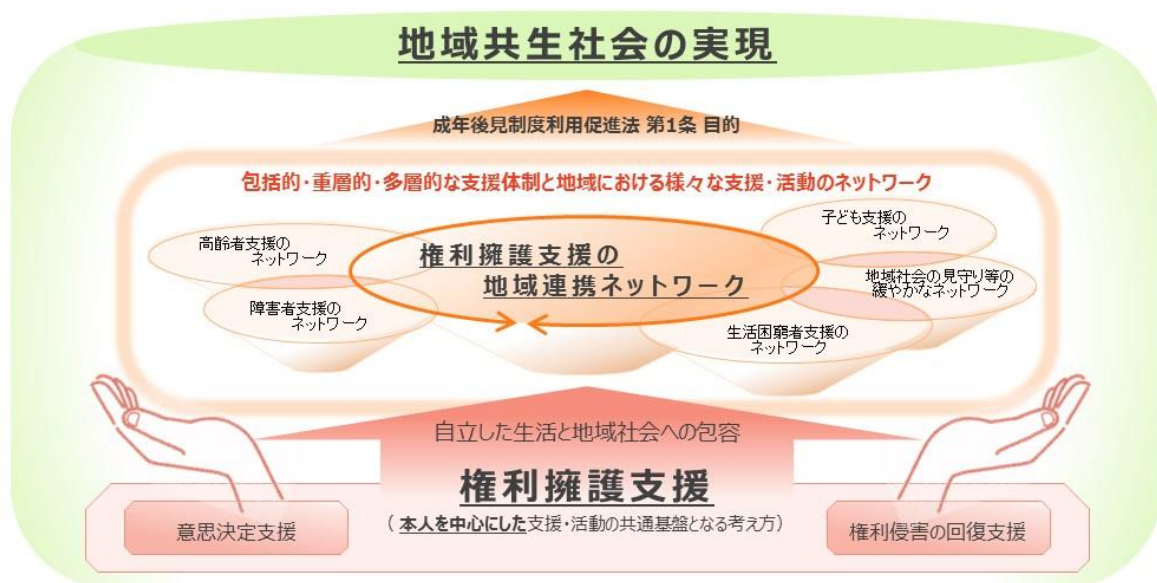 地域共生社会の実現
成年後見制度利用促進法 第1条 目的
包括的・重層的・多層的な支援体制と地域における様々な支援・活動のネットワーク
高齢者支援の
ネットワーク
障害者支援の
ネットワーク
権利擁護支援の
地域連携ネットワーク
子ども支援の
ネットワーク
地域社会の見守り等の
緩やかなネットワーク
生活困窮者支援の
ネットワーク
自立した生活と地域社会への包容
権利擁護支援
（本人を中心にした支援・活動の共通基盤となる考え方）
意思決定支援
権利侵害の回復支援